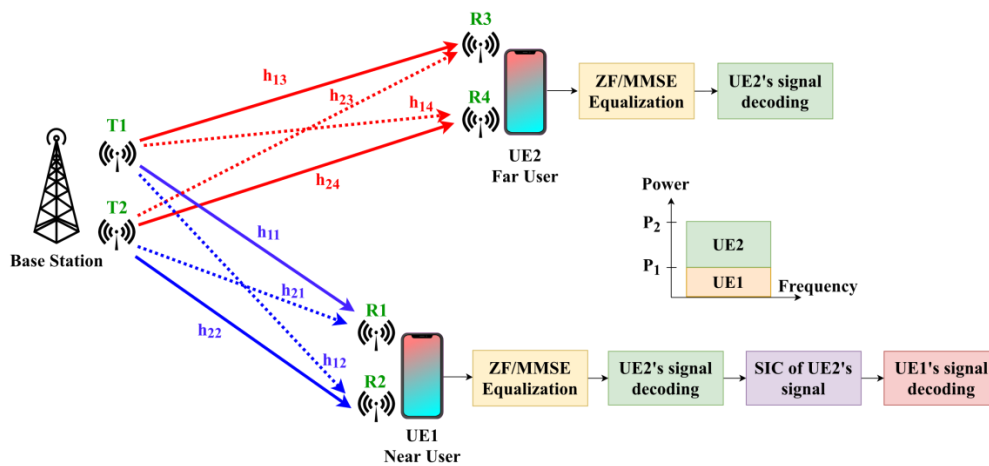 R3
h13
h23
ZF/MMSE
Equalization
UE2's signal
decoding
R4
h14
T1
UE2
Far User
h24
T2
Base Station
Power
P2
UE2
P1
UE1
Frequency
h11
h21
R1
h22
h12
R2
ZF/MMSE
Equalization
UE2's signal
decoding
SIC of UE2's
signal
UE1's signal
decoding
UE1
Near User